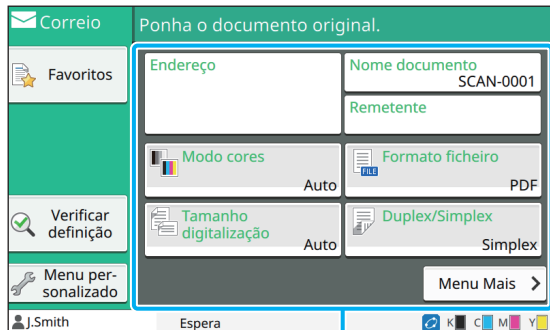 Correio
Ponha o documento original.
Favoritos
Endereço
Nome documento
SCAN-0001
Remetente
Modo cores
Auto
Formato ficheiro
FILE
PDF
Verificar
definição
Tamanho
digitalização
Auto
Duplex/Simplex
Simplex
Menu per-
sonalizado
Menu Mais
J.Smith
Espera
K C M Y